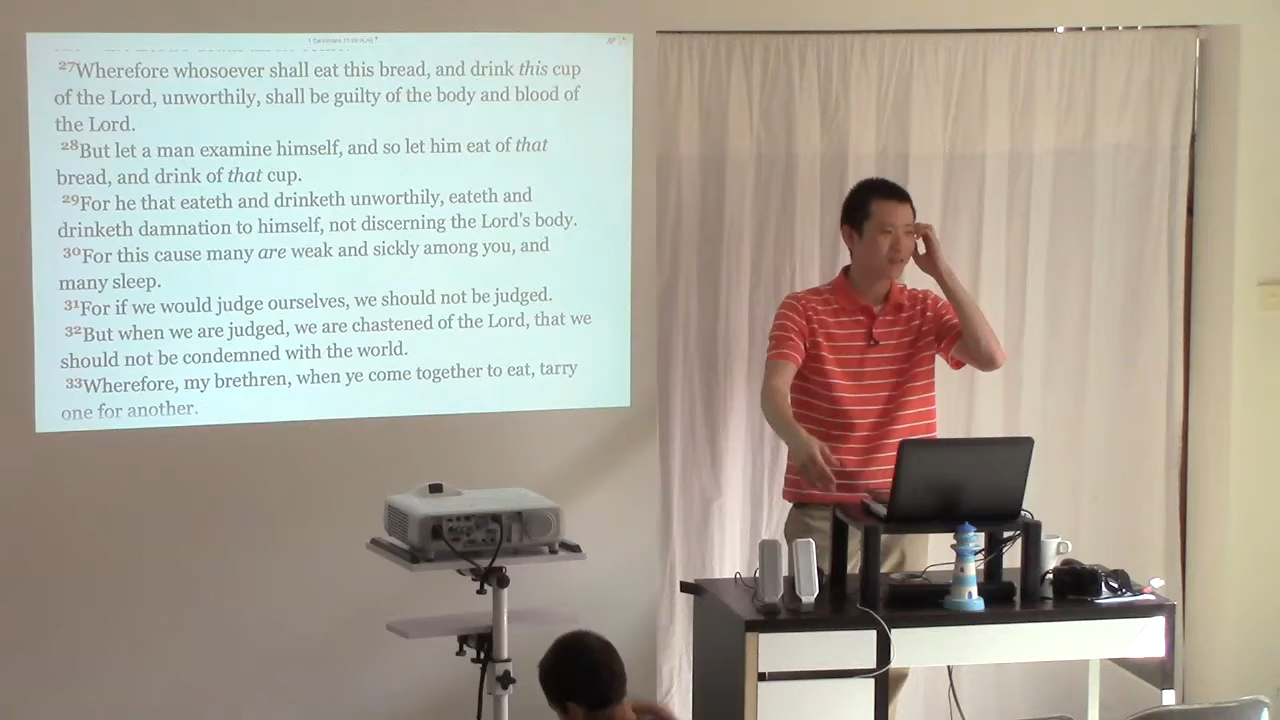 27Wherefore whosoever shall eat this bread, and drink this cup
of the Lord, unworthily, shall be guilty of the body and blood of
the Lord.
28But let a man examine himself, and so let him eat of that
bread, and drink of that cup.
29For he that eateth and drinketh unworthily, eateth and
drinketh damnation to himself, not discerning the Lord's body.
30For this cause many are weak and sickly among you, and
many sleep.
31For if we would judge ourselves, we should not be judged.
32But when we are judged, we are chastened of the Lord, that we
should not be condemned with the world.
33Wherefore, my brethren, when ye come together to eat, tarry
one for another.